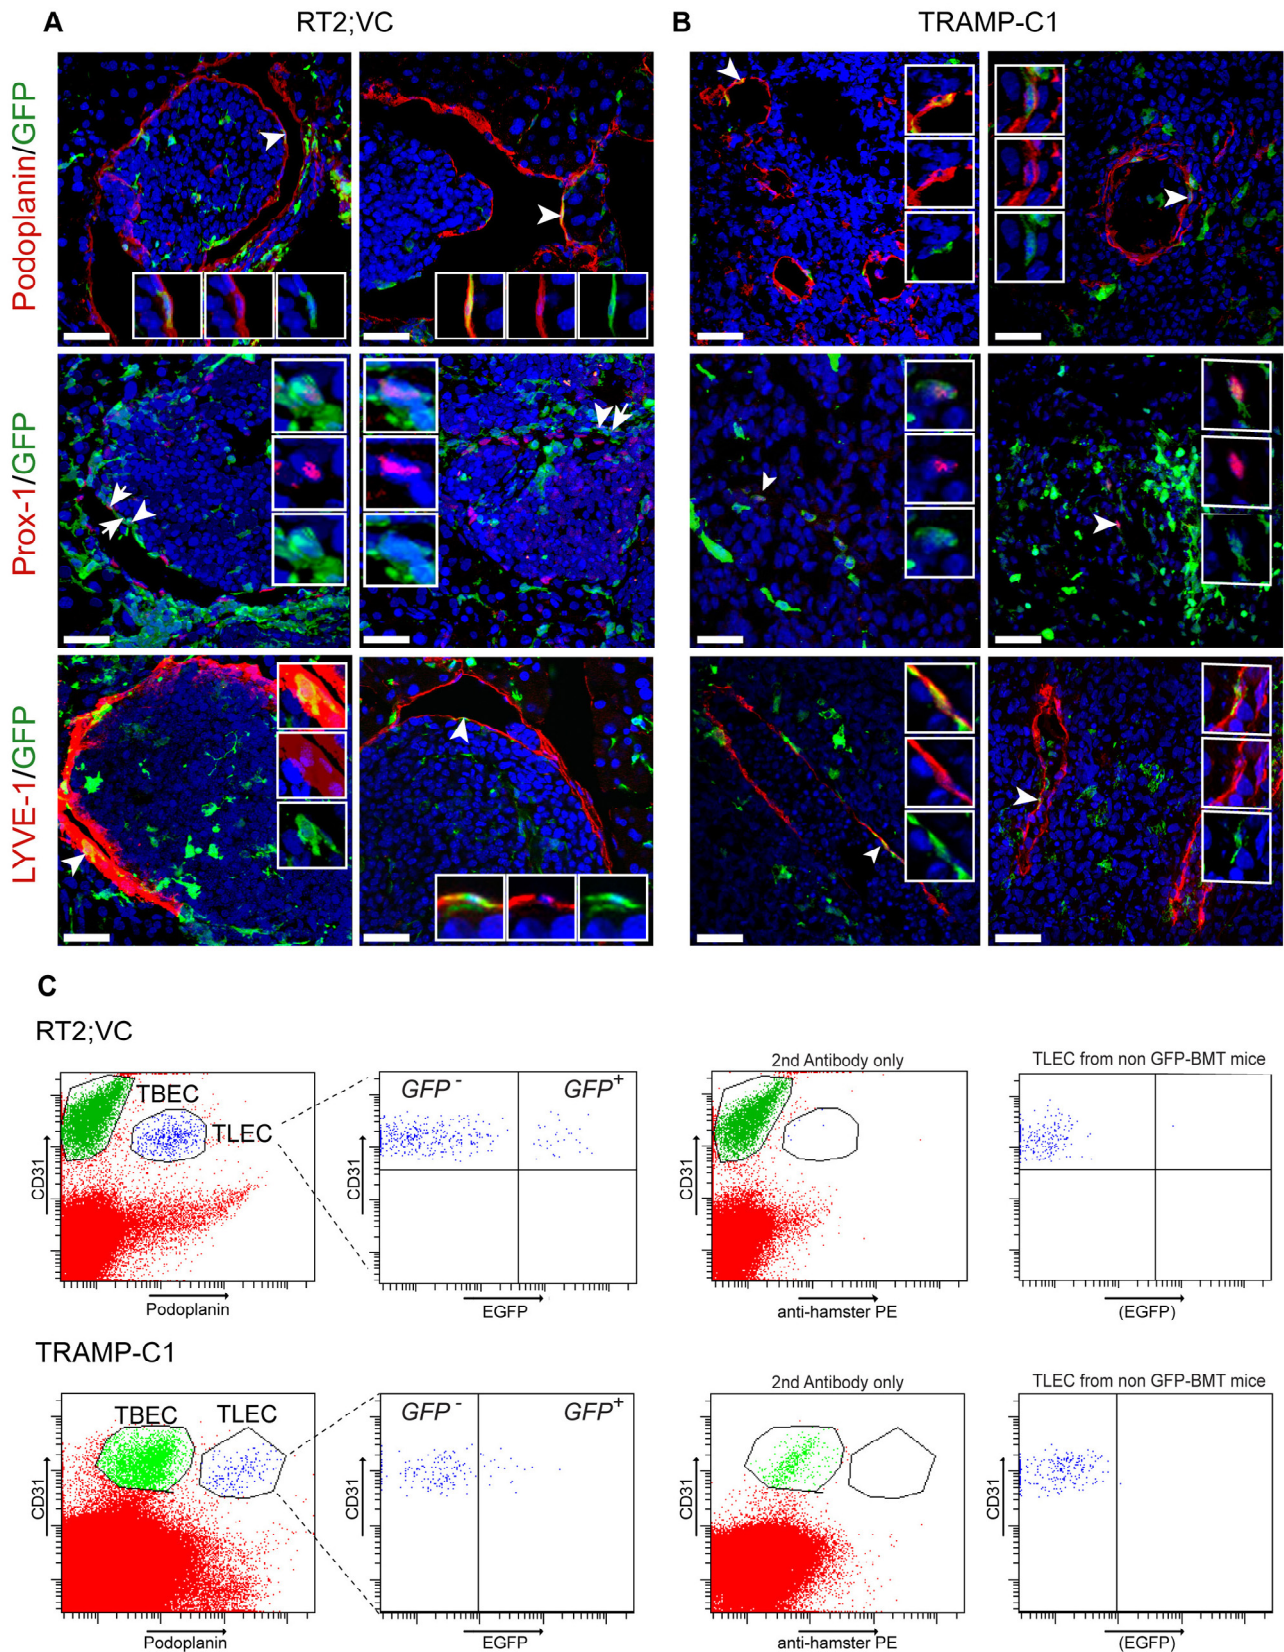 A
RT2;VC
B
TRAMP-C1
Podoplanin/GFP
Prox-1/GFP
LYVE-1/GFP
C
RT2;VC
TBEC
TLEC
CD31
Podoplanin
GFP -
GFP +
CD31
EGFP
2nd Antibody only
CD31
anti-hamster PE
TLEC from non GFP-BMT mice
CD31
(EGFP)
TRAMP-C1
TBEC
TLEC
CD31
Podoplanin
GFP -
GFP +
CD31
EGFP
2nd Antibody only
CD31
anti-hamster PE
TLEC from non GFP-BMT mice
CD31
(EGFP)